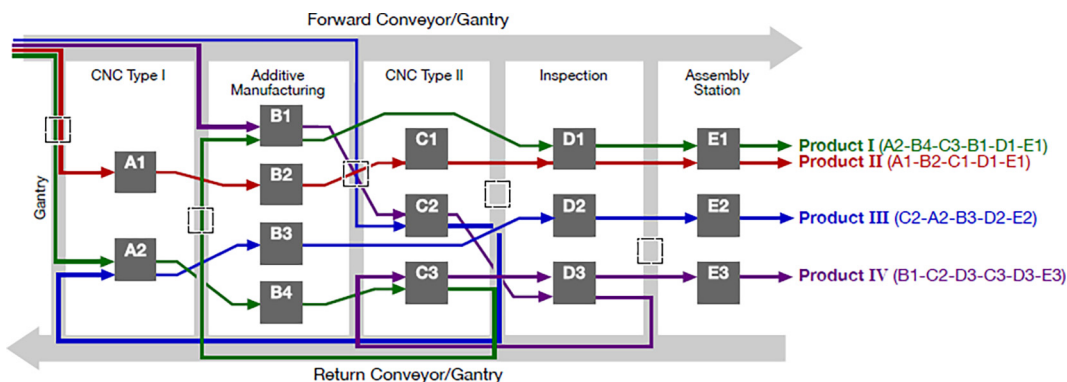 Forward Conveyor/Gantry
CNC Type I
Additive
Manufacturing
CNC Type II
Inspection
Assembly
Station
Gantry
A1
A2
B1
B2
B3
B4
C1
C2
C3
D1
D2
D3
E1
E2
E3
Product I (A2-B4-C3-B1-D1-E1)
Product II (A1-B2-C1-D1-E1)
Product III (C2-A2-B3-D2-E2)
Product IV (B1-C2-D3-C3-D3-E3)
Return Conveyor/Gantry